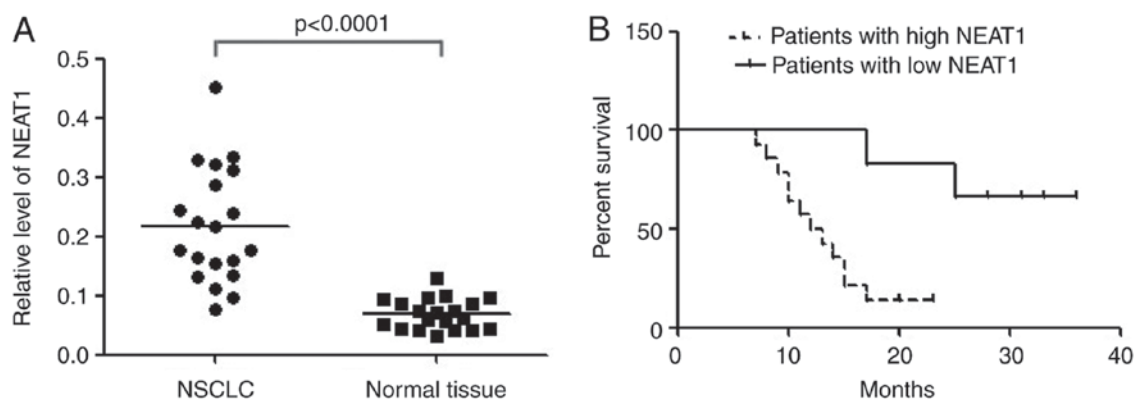 A
p<0.0001
Relative level of NEAT1
0.5
0.4
0.3
0.2
0.1
0.0
NSCLC
Normal tissue
B
Patients with high NEAT1
Patients with low NEAT1
Percent survival
150
100
50
0
0
10
20
30
40
Months